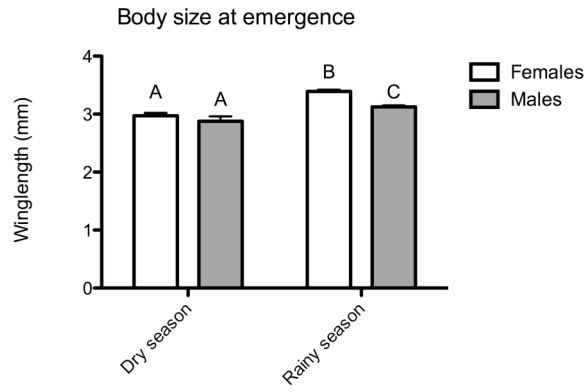 Body size at emergence
Winglength (mm)
4
3
2
1
0
A
A
B
C
Dry season
Rainy season
Females
Males